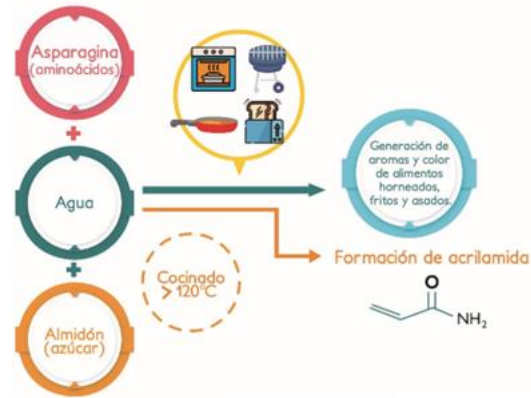 Asparagina
(aminoácidos)
+
Agua
+
Almidón
(azúcar)
Cocinado
> 120°C
Generación de
aromas y color
de alimentos
horneados,
fritos y asados.
Formación de acrilamida
O
NH₂